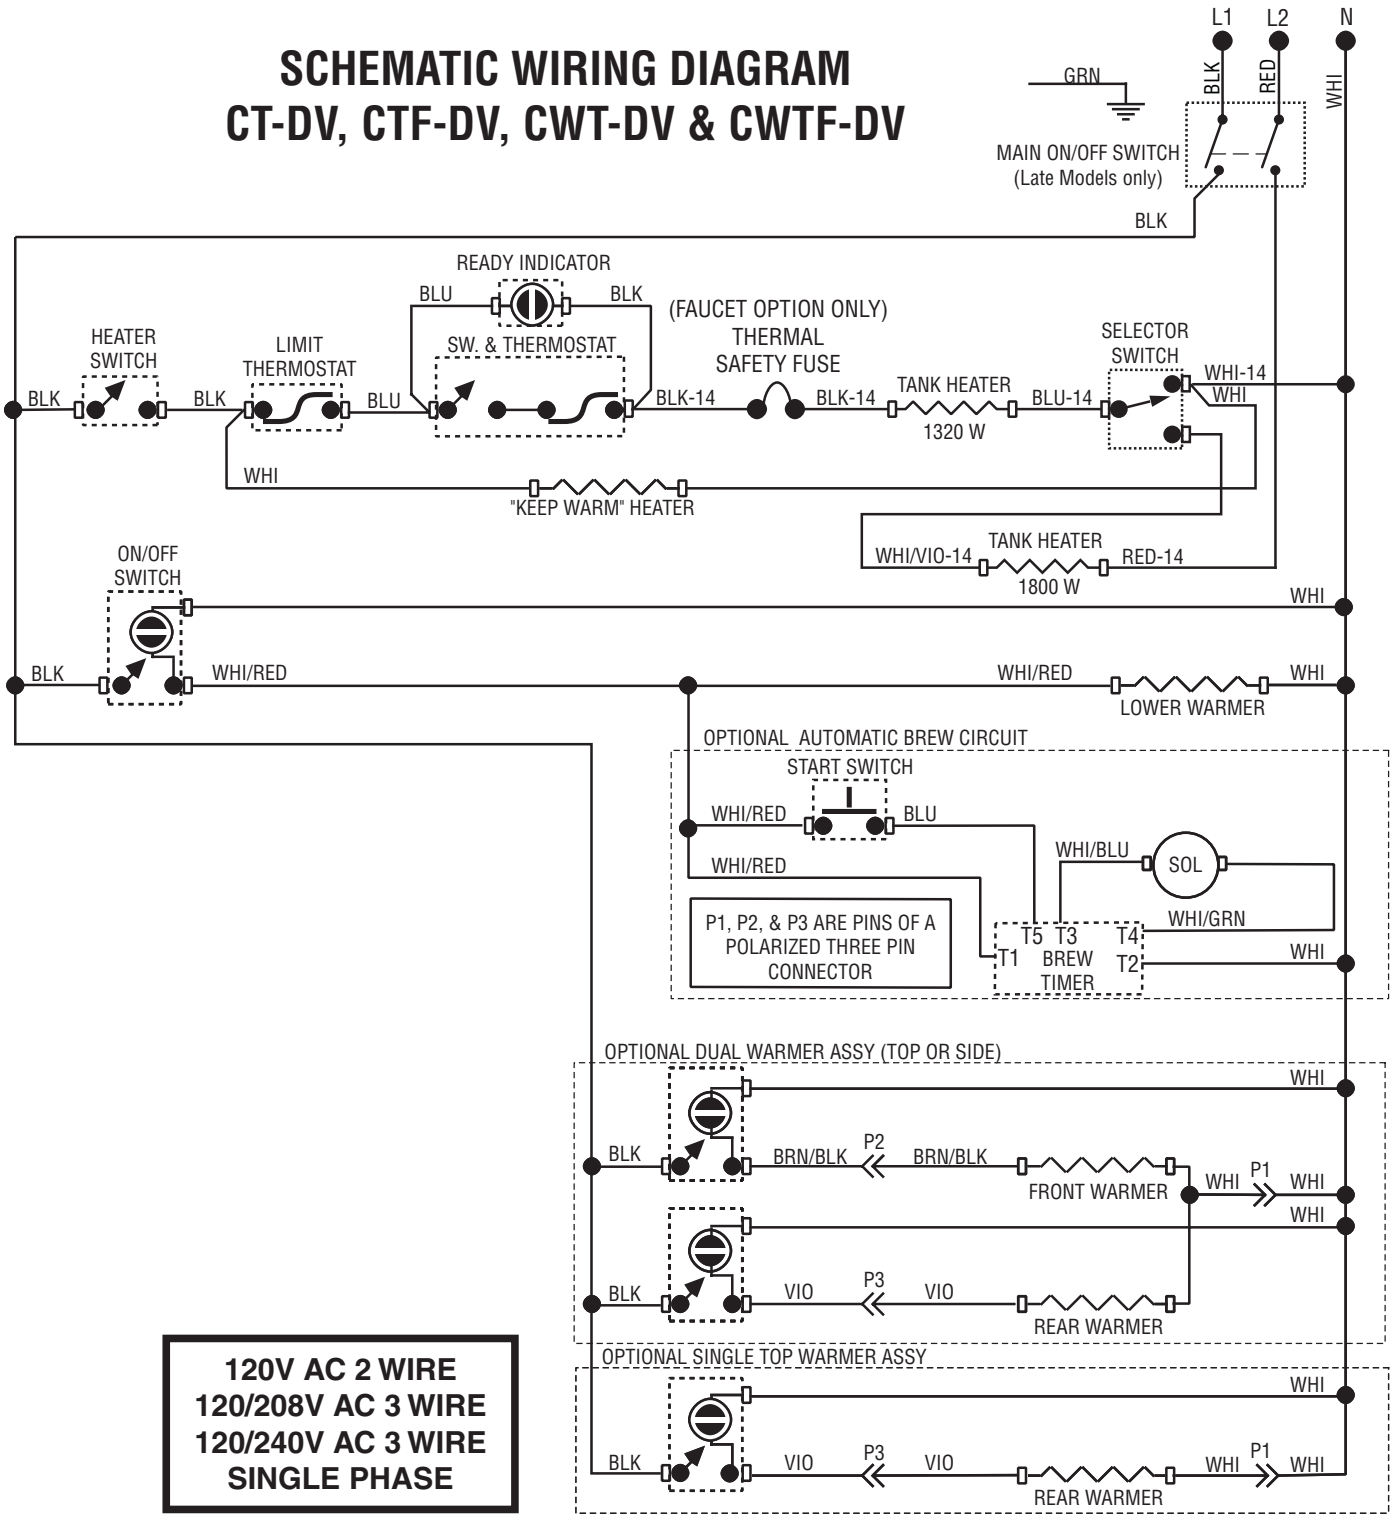 L1 L2 N
SCHEMATIC WIRING DIAGRAM
CT-DV, CTF-DV, CWT-DV & CWTF-DV
GRN
BLK
RED
WHI
MAIN ON/OFF SWITCH
(Late Models only)
BLK
READY INDICATOR
BLU
BLK
(FAUCET OPTION ONLY)
THERMAL
SAFETY FUSE
HEATER
SWITCH
LIMIT
THERMOSTAT
SW. & THERMOSTAT
SELECTOR
SWITCH
BLK
BLK
BLU
BLK-14
BLK-14
TANK HEATER
1320 W
BLU-14
WHI-14
WHI
WHI
"KEEP WARM" HEATER
WHI/VIO-14
TANK HEATER
1800 W
RED-14
ON/OFF
SWITCH
WHI
BLK
WHI/RED
WHI/RED
WHI
LOWER WARMER
OPTIONAL AUTOMATIC BREW CIRCUIT
START SWITCH
WHI/RED
BLU
WHI/RED
WHI/BLU
SOL
WHI/GRN
P1, P2, & P3 ARE PINS OF A
POLARIZED THREE PIN
CONNECTOR
T5 T3 T4
T1 BREW T2
TIMER
WHI
OPTIONAL DUAL WARMER ASSY (TOP OR SIDE)
WHI
BLK
BRN/BLK
P2
BRN/BLK
FRONT WARMER
WHI
P1
WHI
WHI
BLK
VIO
P3
VIO
REAR WARMER
OPTIONAL SINGLE TOP WARMER ASSY
WHI
BLK
VIO
P3
VIO
REAR WARMER
WHI
P1
WHI
120V AC 2 WIRE
120/208V AC 3 WIRE
120/240V AC 3 WIRE
SINGLE PHASE